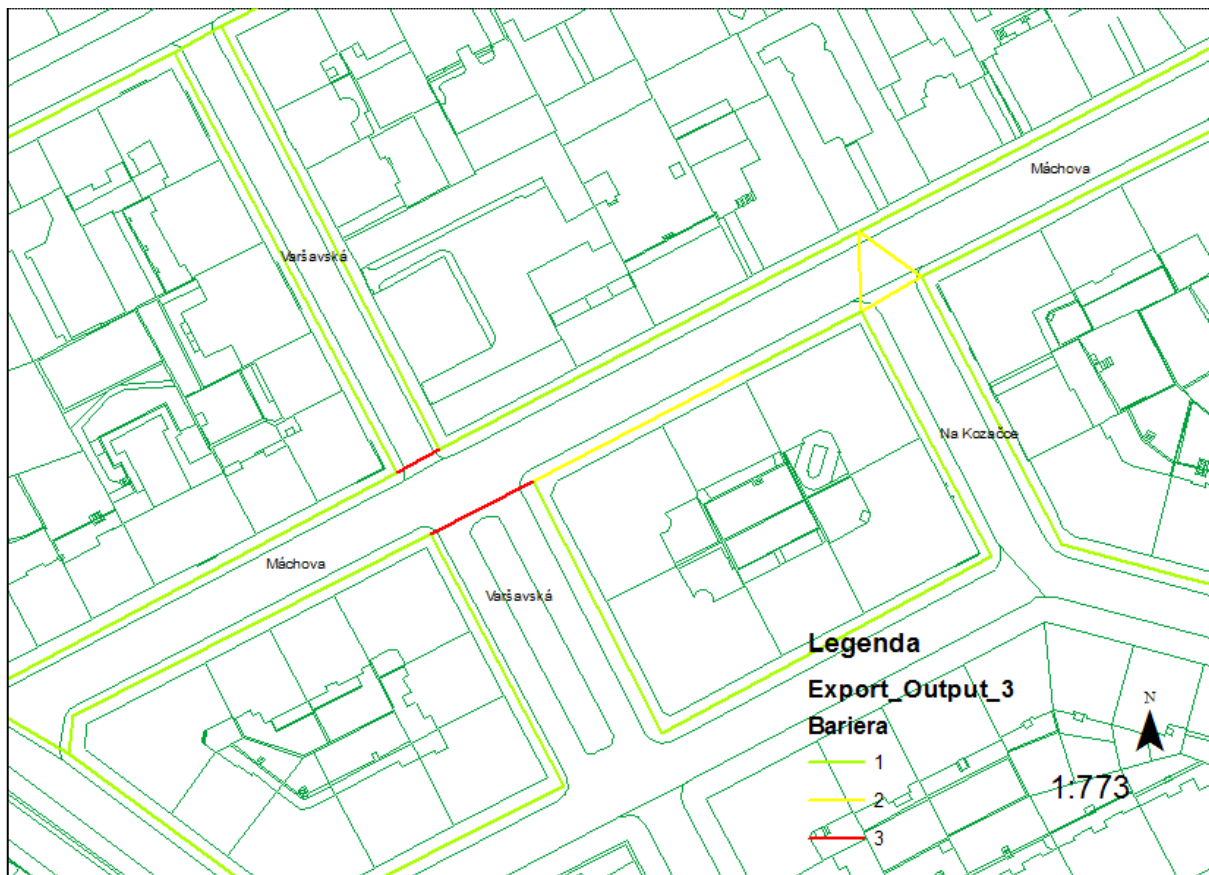 Máchova
Varšavská
Na Kozačce
Máchova
Varšavská
Legenda
Export_Output_3
Bariera
1
2
3
N
1:773